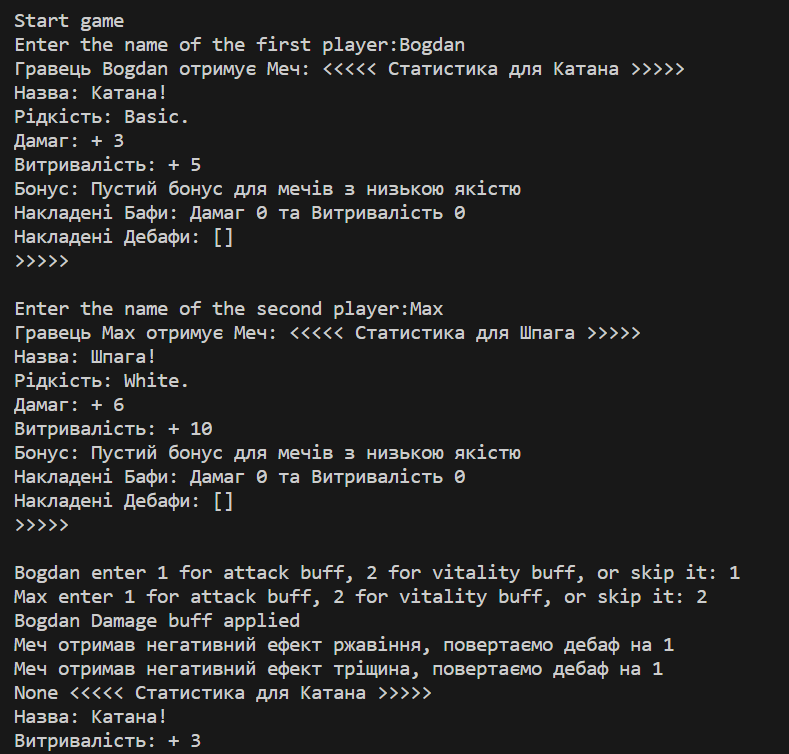 Start game
Enter the name of the first player:Bogdan
Гравець Bogdan отримує Меч: <<<<< Статистика для Катана >>>>>
Назва: Катана!
Рідкість: Basic.
Дамаг: + 3
Витривалість: + 5
Бонус: Пустий бонус для мечів з низькою якістю
Накладені Бафи: Дамаг 0 та Витривалість 0
Накладені Дебафи: []
>>>>>
Enter the name of the second player:Max
Гравець Max отримує Меч: <<<<< Статистика для Шпага >>>>>
Назва: Шпага!
Рідкість: White.
Дамаг: + 6
Витривалість: + 10
Бонус: Пустий бонус для мечів з низькою якістю
Накладені Бафи: Дамаг 0 та Витривалість 0
Накладені Дебафи: []
>>>>>
Bogdan enter 1 for attack buff, 2 for vitality buff, or skip it: 1
Max enter 1 for attack buff, 2 for vitality buff, or skip it: 2
Bogdan Damage buff applied
Меч отримав негативний ефект ржавіння, повертаємо дебаф на 1
Меч отримав негативний ефект тріщина, повертаємо дебаф на 1
None <<<<< Статистика для Катана >>>>>
Назва: Катана!
Витривалість: + 3